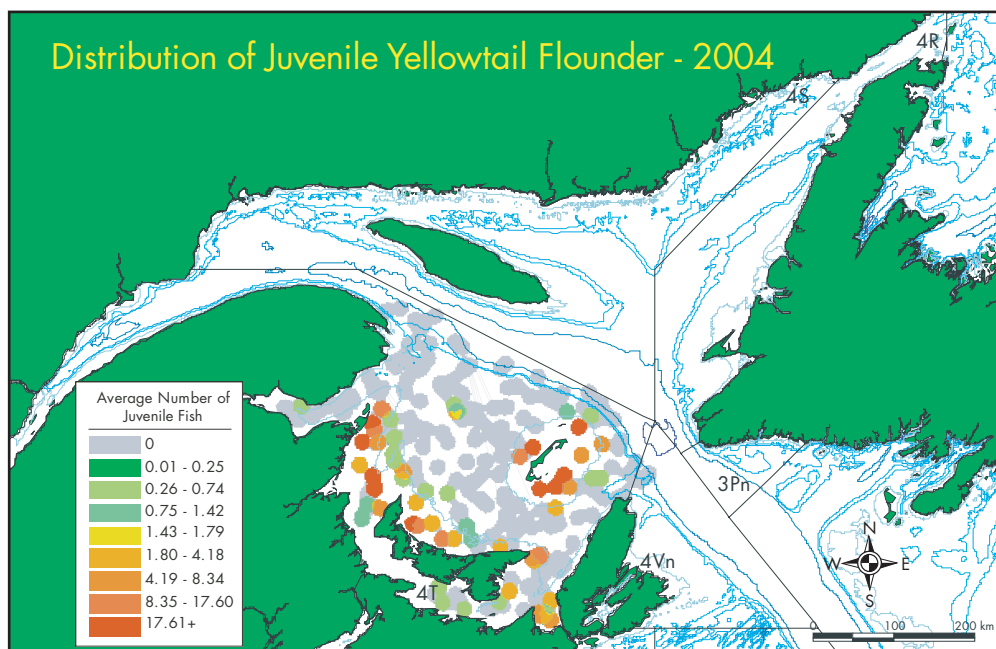 Distribution of Juvenile Yellowtail Flounder - 2004
4R
4S
Average Number of
Juvenile Fish
0
0.01 - 0.25
0.26 - 0.74
0.75 - 1.42
1.43 - 1.79
1.80 - 4.18
4.19 - 8.34
8.35 - 17.60
17.61+
3Pn
4Vn
4T
N
W E
S
0 100 200 km